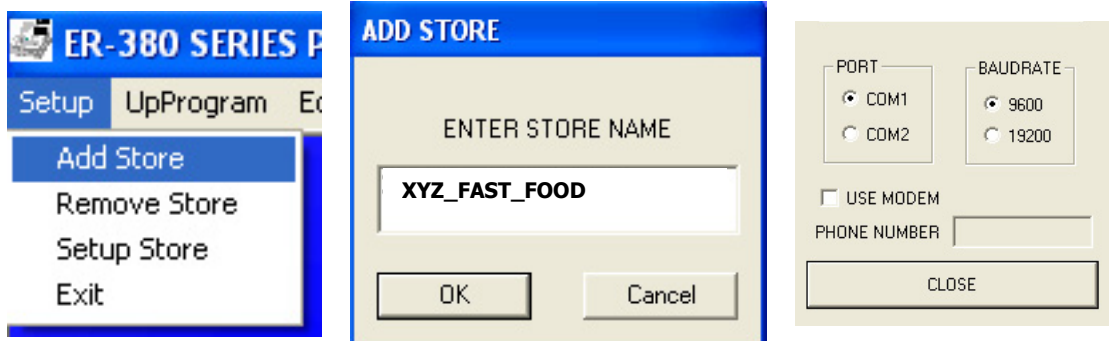 ER-380 SERIES P
Setup UpProgram
Add Store
Remove Store
Setup Store
Exit
ADD STORE
ENTER STORE NAME
XYZ_FAST_FOOD
OK Cancel
PORT BAUDRATE
COM1 9600
COM2 19200
USE MODEM
PHONE NUMBER
CLOSE